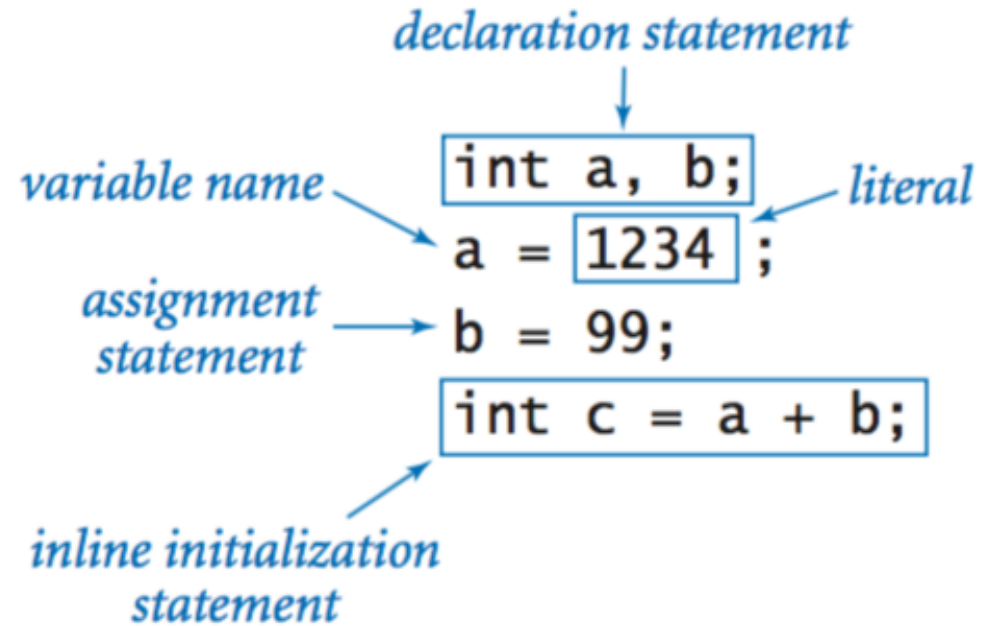 declaration statement
int a, b;
variable name
literal
a = 1234 ;
assignment
statement
b = 99;
int c = a + b;
inline initialization
statement